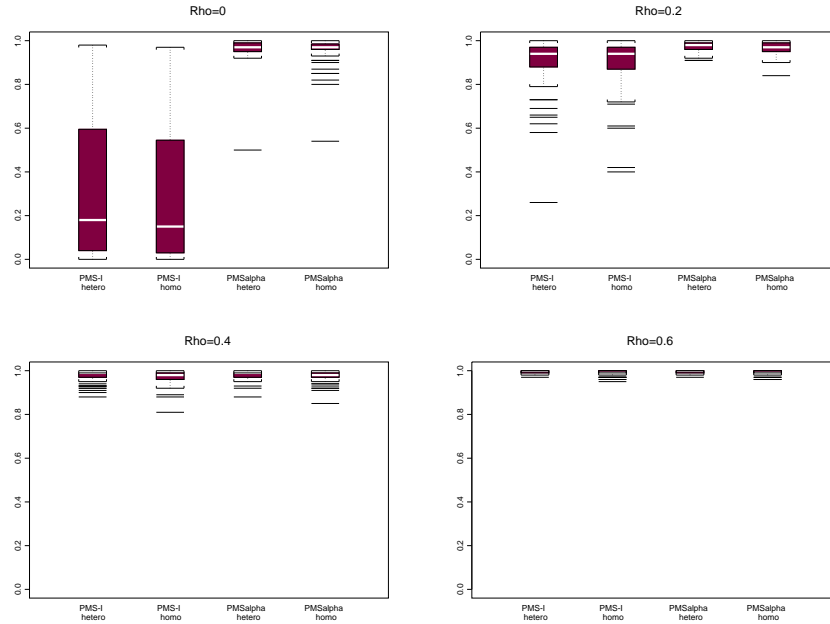 Rho=0
1.0
0.8
0.6
0.4
0.2
0.0
PMS-I
hetero
PMS-I
homo
PMSalpha
hetero
PMSalpha
homo
Rho=0.2
1.0
0.8
0.6
0.4
0.2
0.0
PMS-I
hetero
PMS-I
homo
PMSalpha
hetero
PMSalpha
homo
Rho=0.4
1.0
0.8
0.6
0.4
0.2
0.0
PMS-I
hetero
PMS-I
homo
PMSalpha
hetero
PMSalpha
homo
Rho=0.6
1.0
0.8
0.6
0.4
0.2
0.0
PMS-I
hetero
PMS-I
homo
PMSalpha
hetero
PMSalpha
homo